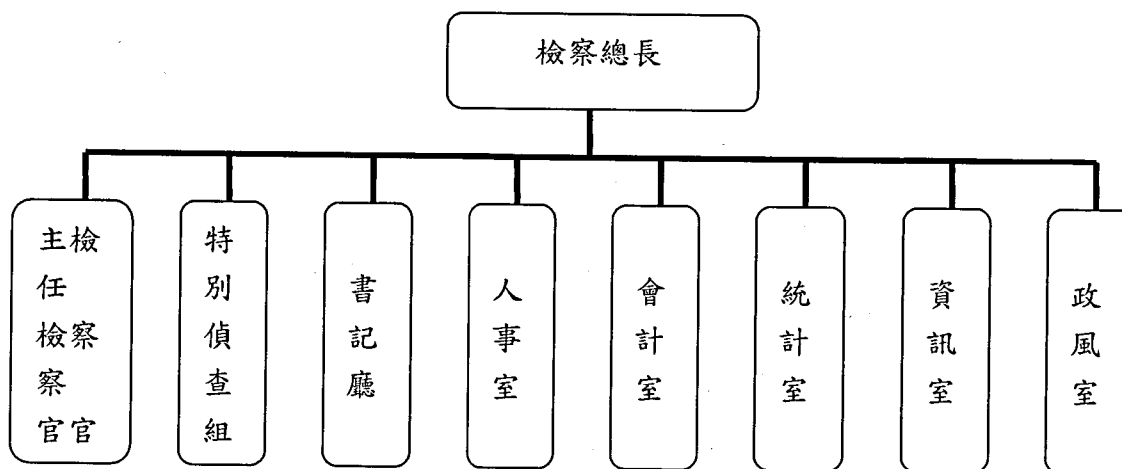 檢察總長
主任檢察官
檢察官
特別偵查組
書記廳
人事室
會計室
統計室
資訊室
政風室